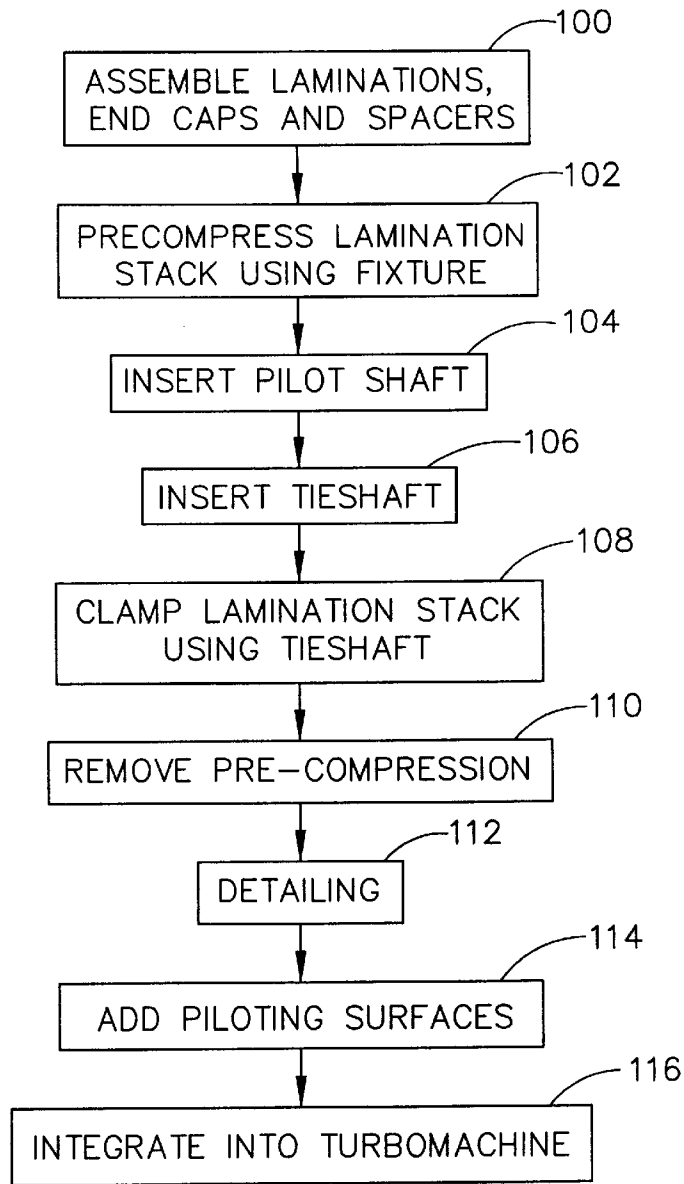 100
ASSEMBLE LAMINATIONS,
END CAPS AND SPACERS
102
PRECOMPRESS LAMINATION
STACK USING FIXTURE
104
INSERT PILOT SHAFT
106
INSERT TIESHAFT
108
CLAMP LAMINATION STACK
USING TIESHAFT
110
REMOVE PRE-COMPRESSION
112
DETAILING
114
ADD PILOTING SURFACES
116
INTEGRATE INTO TURBOMACHINE